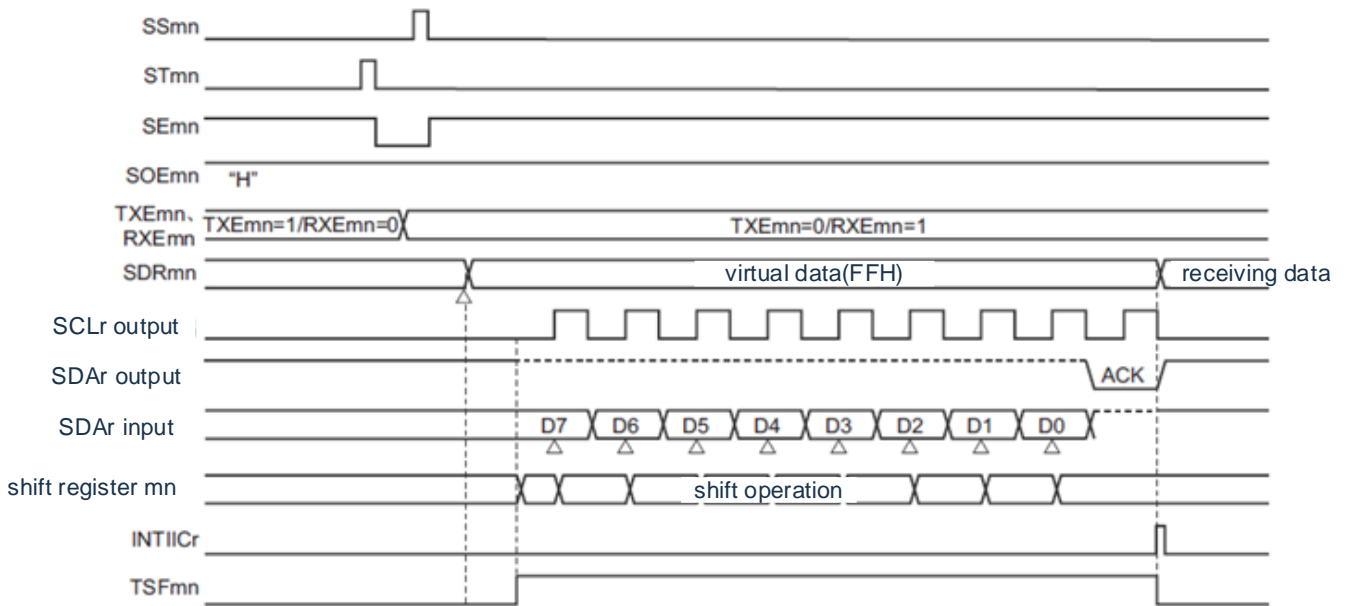 SSmn
STmn
SEmn
SOEmn “H”
TXEmn、
RXEmn
TXEmn=1/RXEmn=0 TXEmn=0/RXEmn=1
SDRmn virtual data(FFH) receiving data
SCLr output
SDAr output ACK
SDAr input D7 D6 D5 D4 D3 D2 D1 D0
shift register mn shift operation
INTIICr
TSFmn